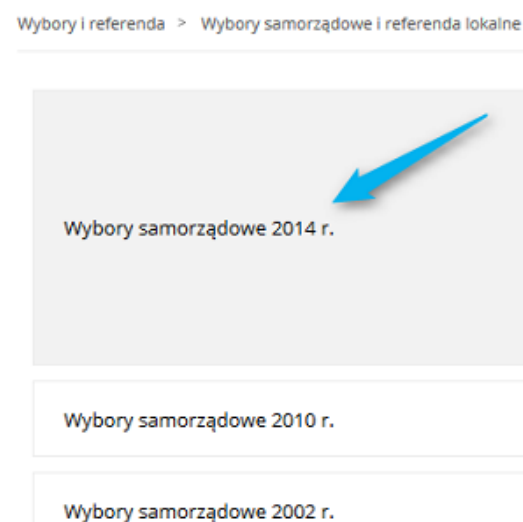 Wybory i referenda > Wybory samorządowe i referenda lokalne
Wybory samorządowe 2014 r.
Wybory samorządowe 2010 r.
Wybory samorządowe 2002 r.